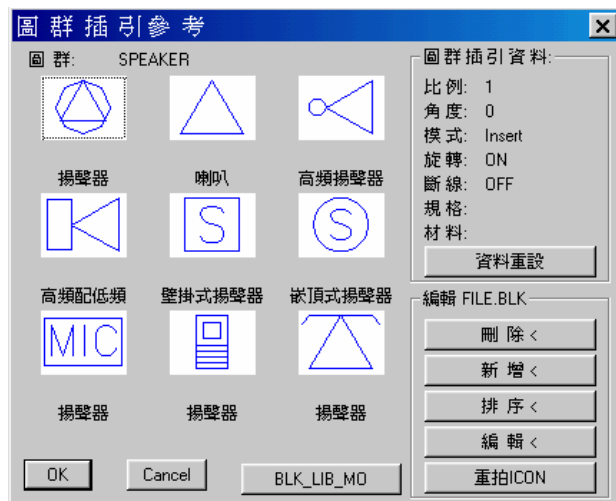 圖群插引參考
圖群: SPEAKER
揚聲器 喇叭 高頻揚聲器
S S
高頻配低頻 壁掛式揚聲器 嵌頂式揚聲器
MIC
揚聲器 揚聲器 揚聲器
OK Cancel BLK_LIB_MO
圖群插引資料:
比例: 1
角度: 0
模式: Insert
旋轉: ON
斷線: OFF
規格:
材料:
資料重設
編輯 FILE.BLK
刪除<
新增<
排序<
編輯<
重拍ICON